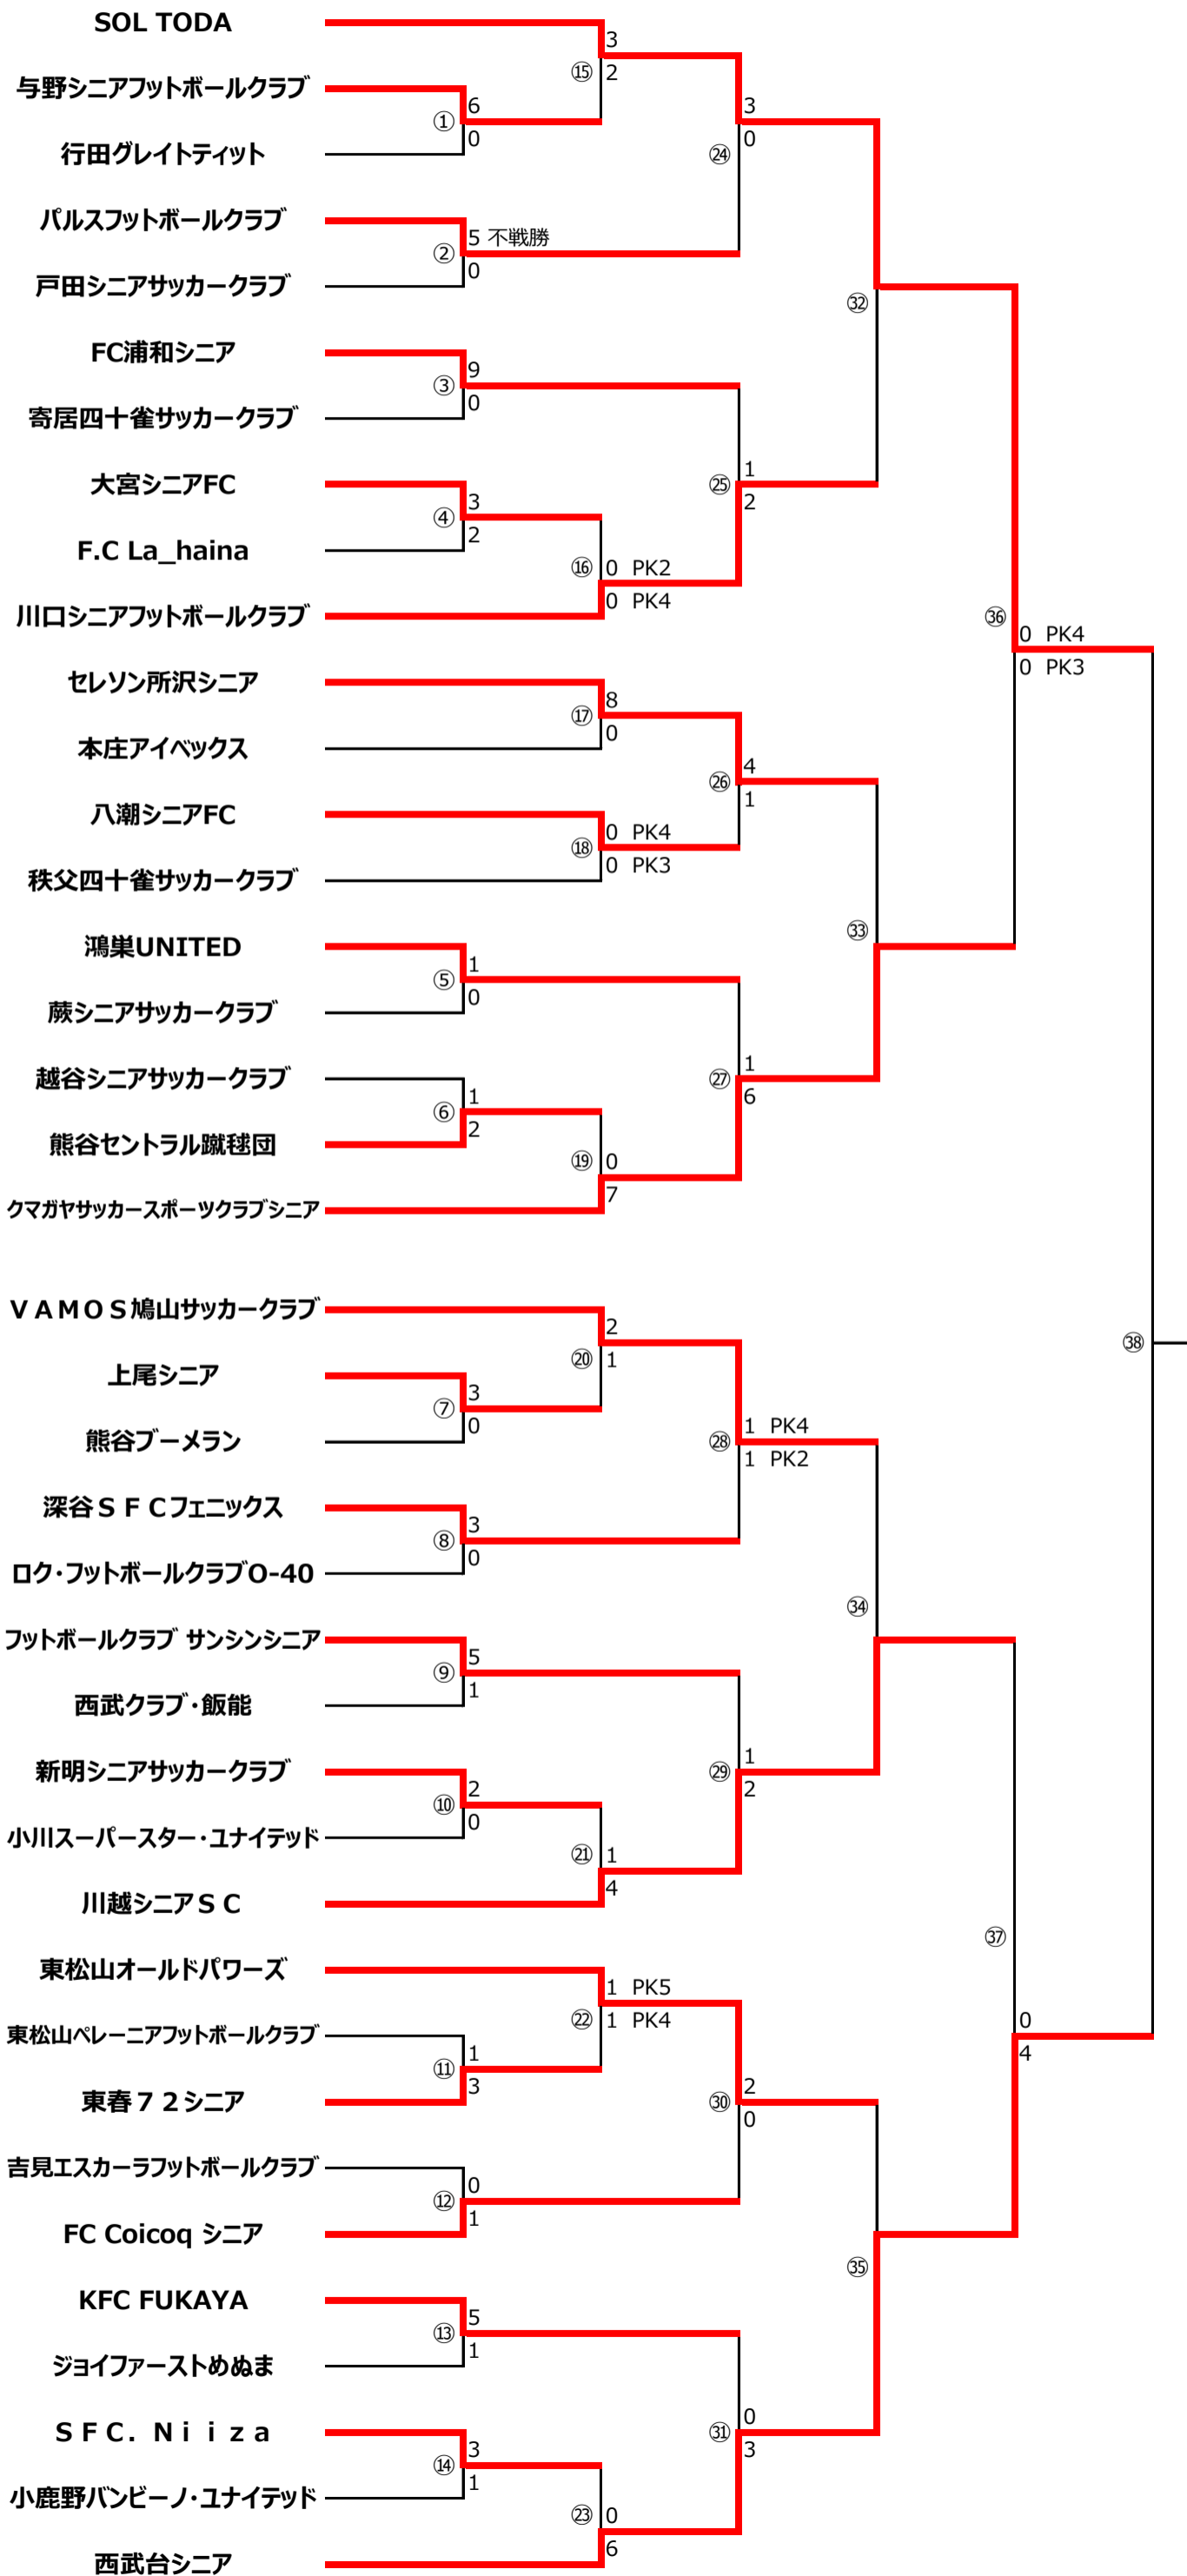 SOL TODA
3
⑮ 2
与野シニアフットボールクラブ
6
3
① 0
0
行田グレイトティット
㉔
パルスフットボールクラブ
5 不戦勝
② 0
戸田シニアサッカークラブ
㉜
FC浦和シニア
9
③ 0
寄居四十雀サッカークラブ
1
大宮シニアFC
㉕ 2
3
④ 2
F.C La_haina
⑯ 0 PK2
0 PK4
川口シニアフットボールクラブ
㊱
0 PK4
0 PK3
セレソン所沢シニア
8
⑰ 0
本庄アイベックス
4
㉖ 1
八潮シニアFC
0 PK4
⑱ 0 PK3
秩父四十雀サッカークラブ
㉝
鴻巣UNITED
1
⑤ 0
蕨シニアサッカークラブ
1
越谷シニアサッカークラブ
㉗ 6
1
⑥ 2
熊谷セントラル蹴毬団
⑲ 0
7
クマガヤサッカースポーツクラブシニア
ＶＡＭＯＳ鳩山サッカークラブ
2
⑳ 1
㊳
上尾シニア
3
⑦ 0
1 PK4
熊谷ブーメラン
㉘ 1 PK2
深谷ＳＦＣフェニックス
3
⑧ 0
ロク・フットボールクラブO-40
㉞
フットボールクラブ サンシンシニア
5
⑨ 1
西武クラブ・飯能
1
新明シニアサッカークラブ
㉙ 2
2
⑩ 0
小川スーパースター・ユナイテッド
㉑ 1
4
川越シニアＳＣ
㊲
東松山オールドパワーズ
1 PK5
㉒ 1 PK4
東松山ペレーニアフットボールクラブ
0
4
1
⑪ 3
2
東春７２シニア
㉚ 0
吉見エスカーラフットボールクラブ
0
⑫ 1
FC Coicoq シニア
㉟
KFC FUKAYA
5
⑬ 1
ジョイファーストめぬま
0
ＳＦＣ．Ｎｉｉｚａ
㉛ 3
3
⑭ 1
小鹿野バンビーノ・ユナイテッド
㉓ 0
6
西武台シニア